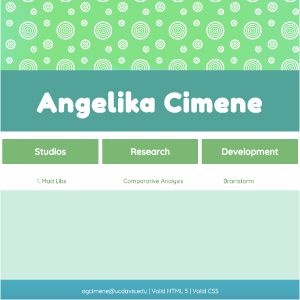 Angelika Cimene
Studios Research Development
1. Mad Libs Comparative Analysis Brainstorm
agcimene@ucdavis.edu | Valid HTML 5 | Valid CSS